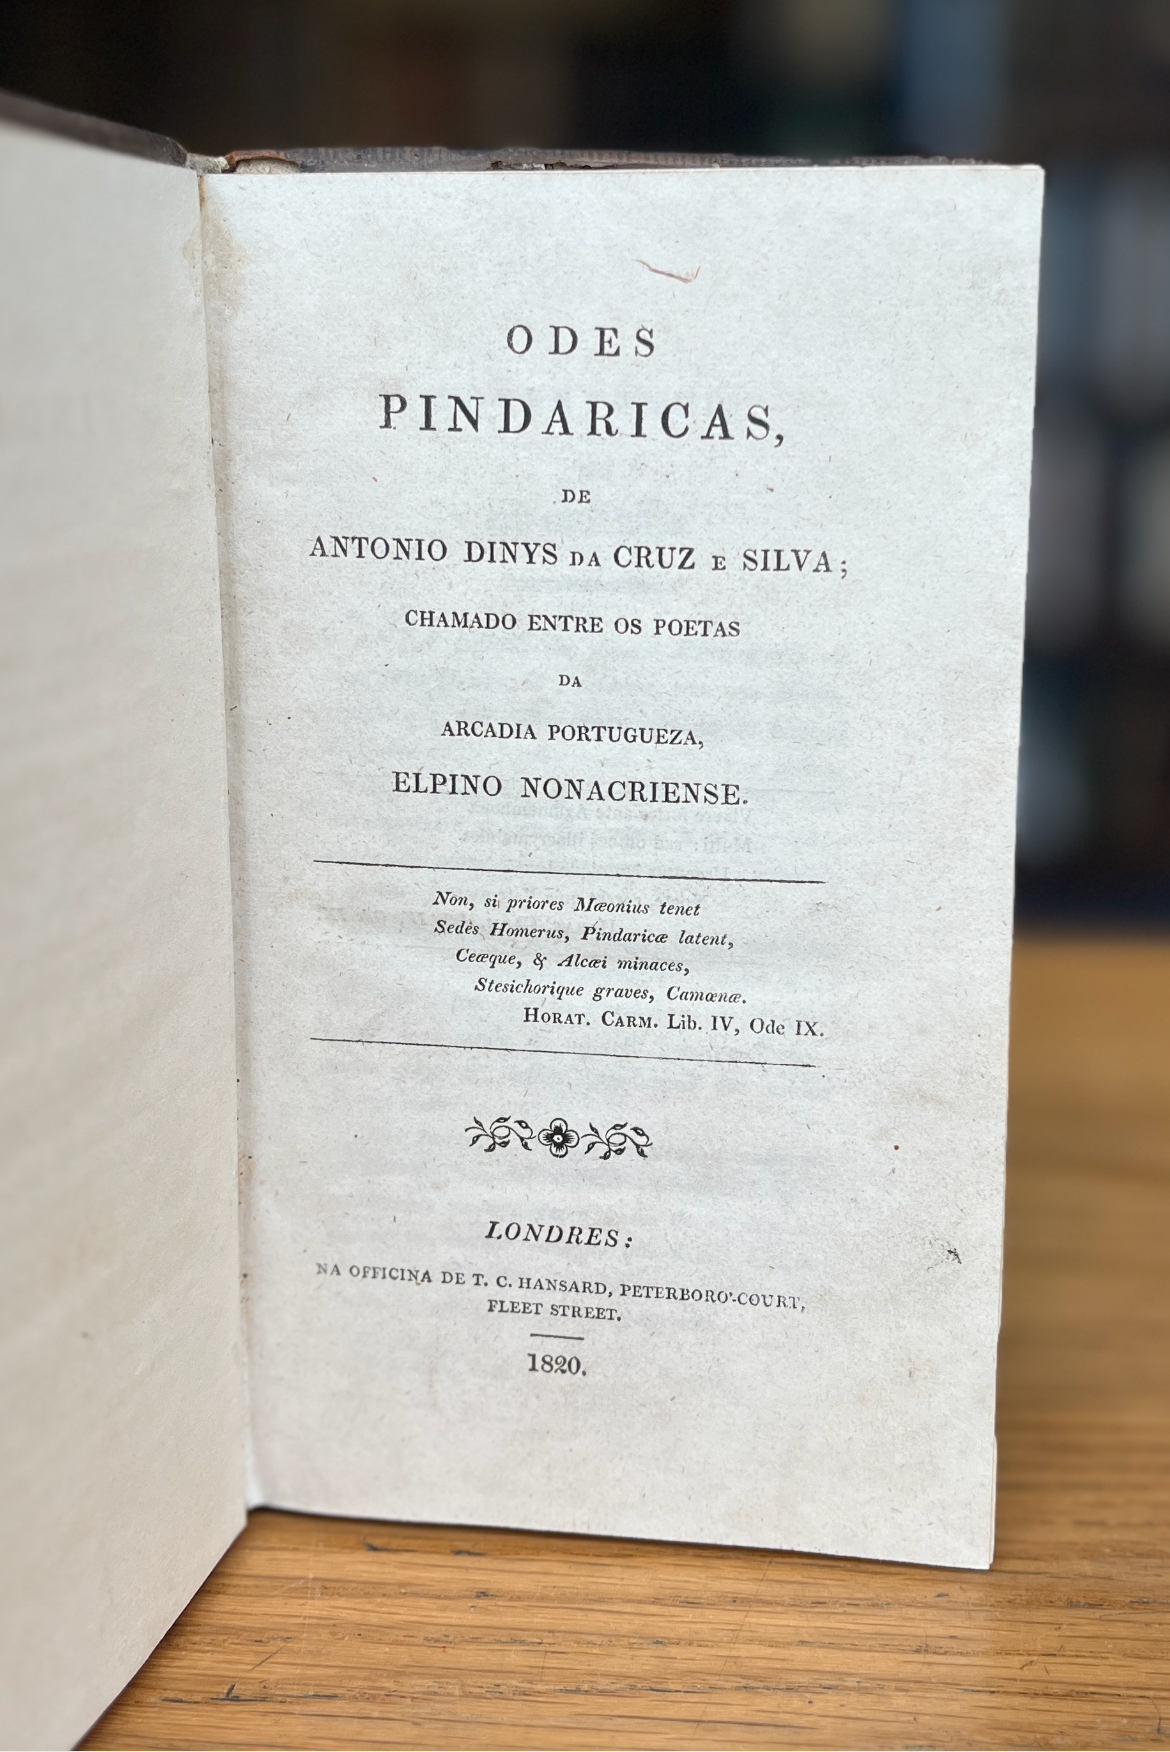 ODES
PINDARICAS,
DE
ANTONIO DINYS DA CRUZ E SILVA;
CHAMADO ENTRE OS POETAS
DA
ARCADIA PORTUGUEZA,
ELPINO NONACRIENSE.
Non, si priores Mæonius tenet
Sedes Homerus, Pindaricæ latent,
Ceæque, & Alcæi minaces,
Stesichorique graves, Camœnæ.
HORAT. CARM. Lib. IV, Ode IX.
LONDRES:
NA OFFICINA DE T. C. HANSARD, PETERBORO'-COURT,
FLEET STREET.
1820.